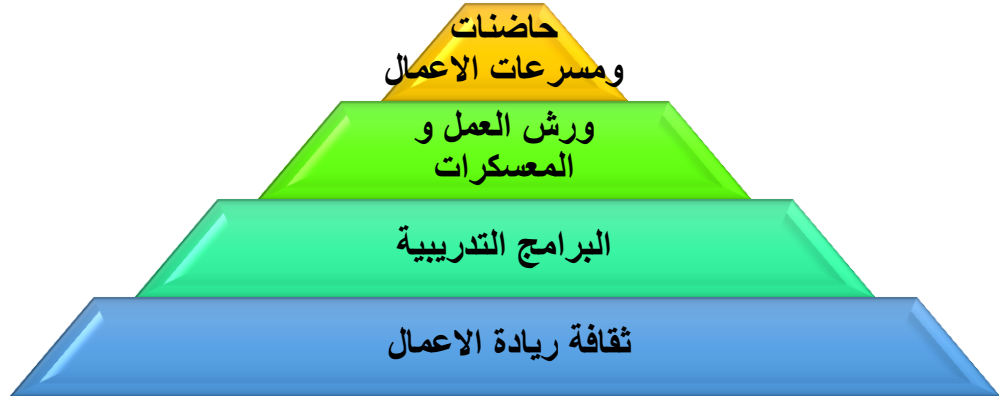 حاضنات
ومسرعات الاعمال
ورش العمل و
المعسكرات
البرامج التدريبية
ثقافة ريادة الاعمال